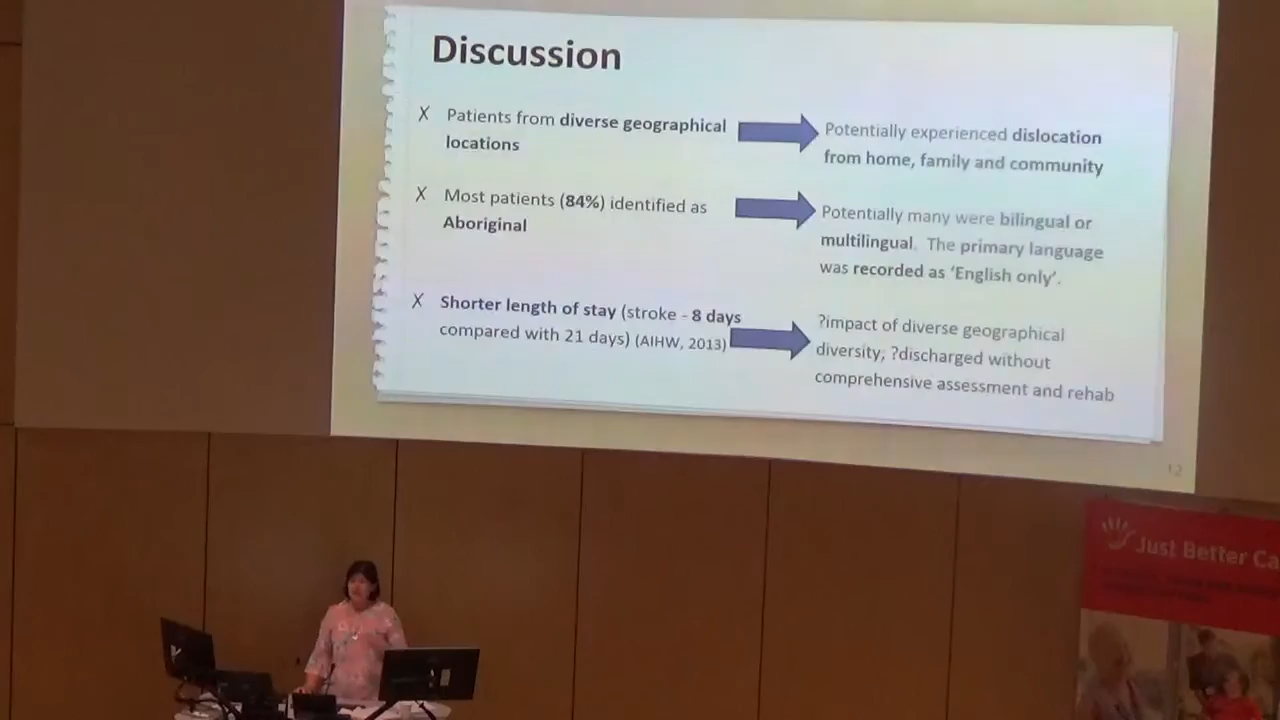 Discussion
X Patients from diverse geographical
locations
Potentially experienced dislocation
from home, family and community
X Most patients (84%) identified as
Aboriginal
Potentially many were bilingual or
multilingual. The primary language
was recorded as ‘English only’.
X Shorter length of stay (stroke - 8 days
compared with 21 days) (AIHW, 2013)
?impact of diverse geographical
diversity; ?discharged without
comprehensive assessment and rehab
12
Just Better Ca